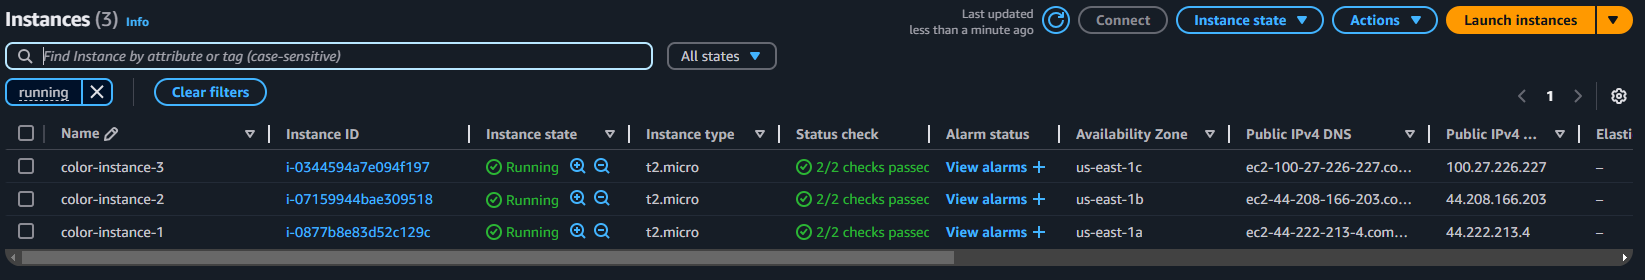 Instances (3) Info
Last updated
less than a minute ago
Connect
Instance state
Actions
Launch instances
Find Instance by attribute or tag (case-sensitive)
All states
running
Clear filters
1
Name Instance ID Instance state Instance type Status check Alarm status Availability Zone Public IPv4 DNS Public IPv4 ... Elasti
color-instance-3 i-0344594a7e094f197 Running t2.micro 2/2 checks passec View alarms + us-east-1c ec2-100-27-226-227.co... 100.27.226.227 –
color-instance-2 i-07159944bae309518 Running t2.micro 2/2 checks passec View alarms + us-east-1b ec2-44-208-166-203.co... 44.208.166.203 –
color-instance-1 i-0877b8e83d52c129c Running t2.micro 2/2 checks passec View alarms + us-east-1a ec2-44-222-213-4.com... 44.222.213.4 –